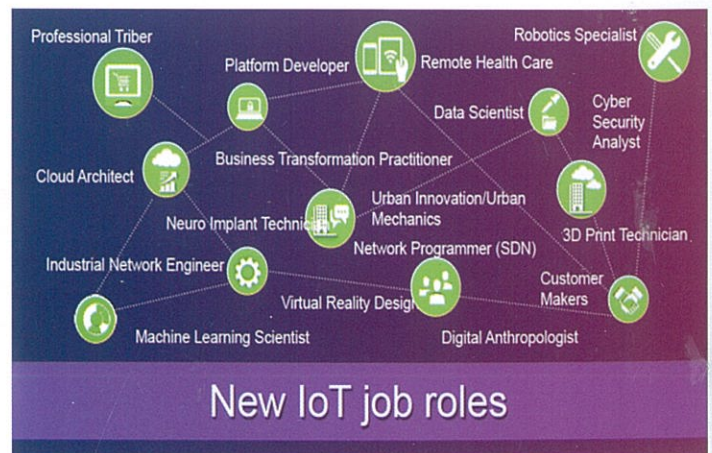 Professional Triber
Robotics Specialist
Platform Developer
Remote Health Care
Data Scientist
Cyber
Security
Analyst
Business Transformation Practitioner
Cloud Architect
Urban Innovation/Urban
Mechanics
Neuro Implant
3D Print Technician
Network Programmer (SDN)
Industrial Network Engineer
Customer
Makers
Virtual Reality
Machine Learning Scientist
Digital Anthropologist
New IoT job roles